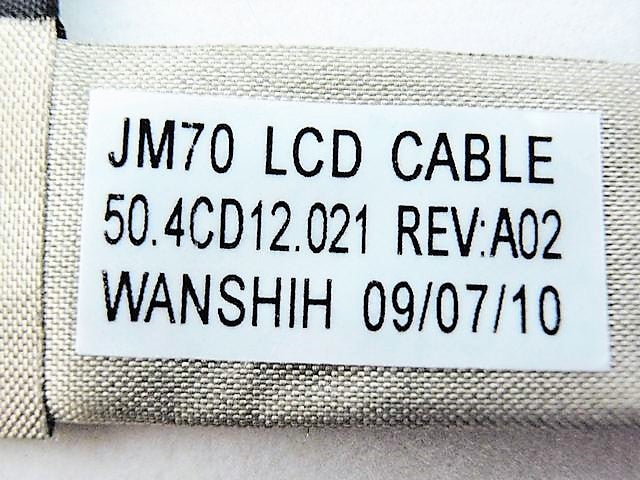 JM70 LCD CABLE
50.4CD12.021 REV:A02
WANSHIH 09/07/10